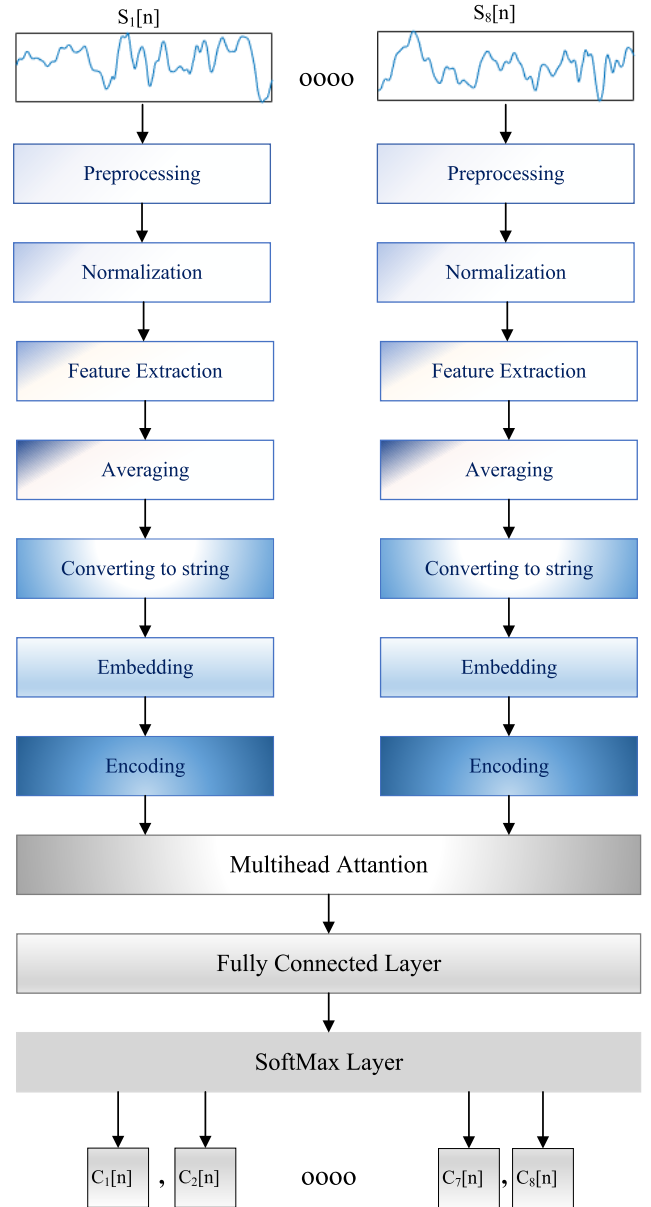 S₁[n] S₈[n]
oooo
Preprocessing Preprocessing
Normalization Normalization
Feature Extraction Feature Extraction
Averaging Averaging
Converting to string Converting to string
Embedding Embedding
Encoding Encoding
Multihead Attantion
Fully Connected Layer
SoftMax Layer
C₁[n] , C₂[n] oooo C₇[n] , C₈[n]